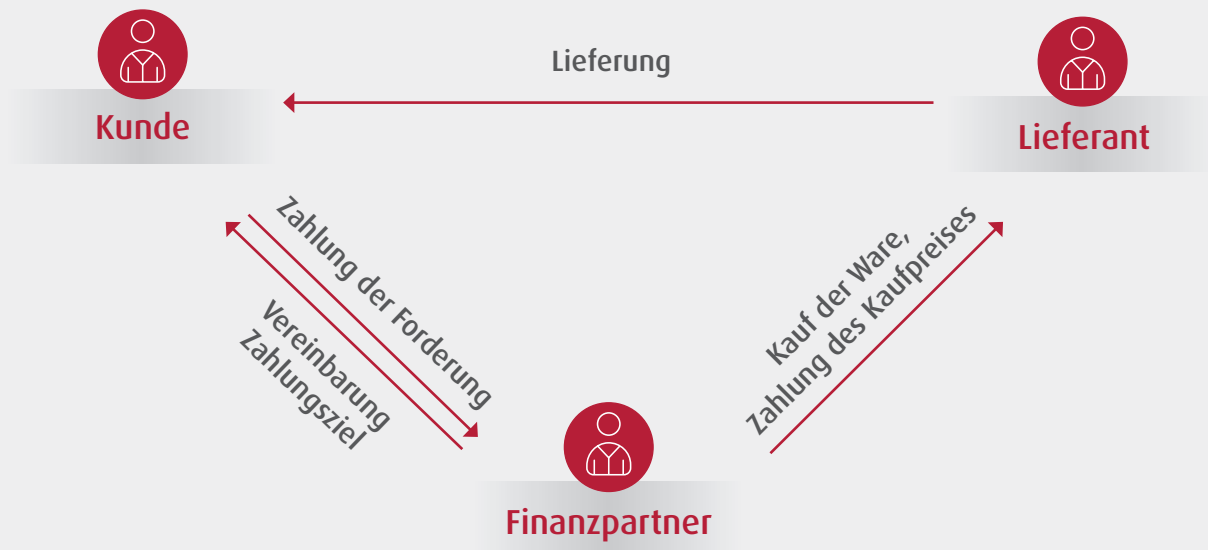 Lieferung
Kunde
Lieferant
Zahlung der Forderung
Vereinbarung
Zahlungsziel
Kauf der Ware,
Zahlung des Kaufpreises
Finanzpartner